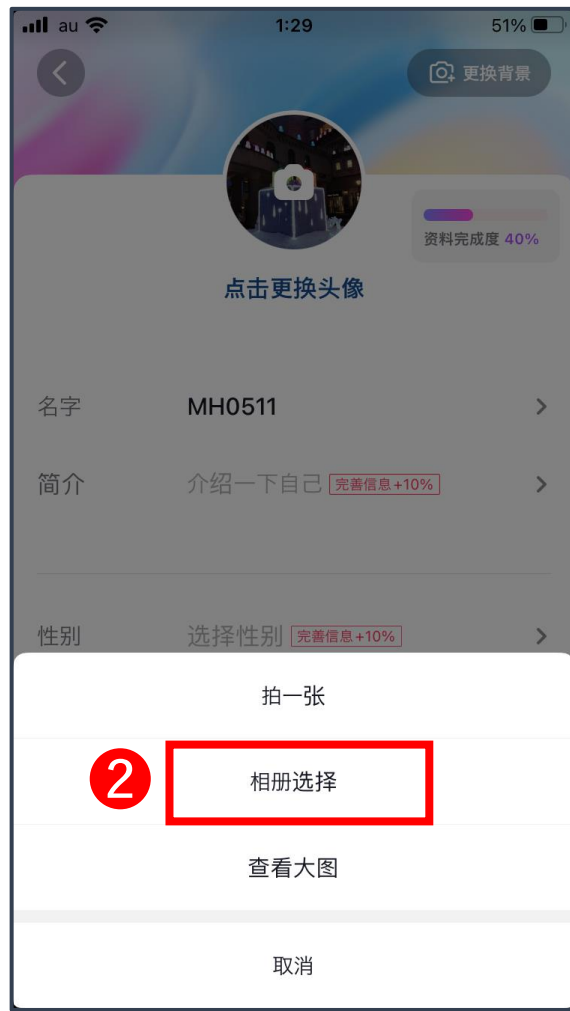 au 1:29 51%
更换背景
资料完成度 40%
点击更换头像
名字 MH0511
简介 介绍一下自己 完善信息+10%
性别 选择性别 完善信息+10%
拍一张
2 相册选择
查看大图
取消